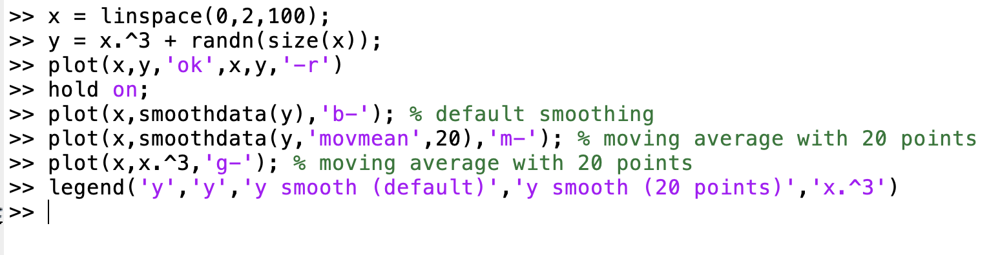 >> x = linspace(0,2,100);
>> y = x.^3 + randn(size(x));
>> plot(x,y,'ok',x,y,'-r')
>> hold on;
>> plot(x,smoothdata(y),'b-'); % default smoothing
>> plot(x,smoothdata(y,'movmean',20),'m-'); % moving average with 20 points
>> plot(x,x.^3,'g-'); % moving average with 20 points
>> legend('y','y','y smooth (default)','y smooth (20 points)','x.^3')
>>